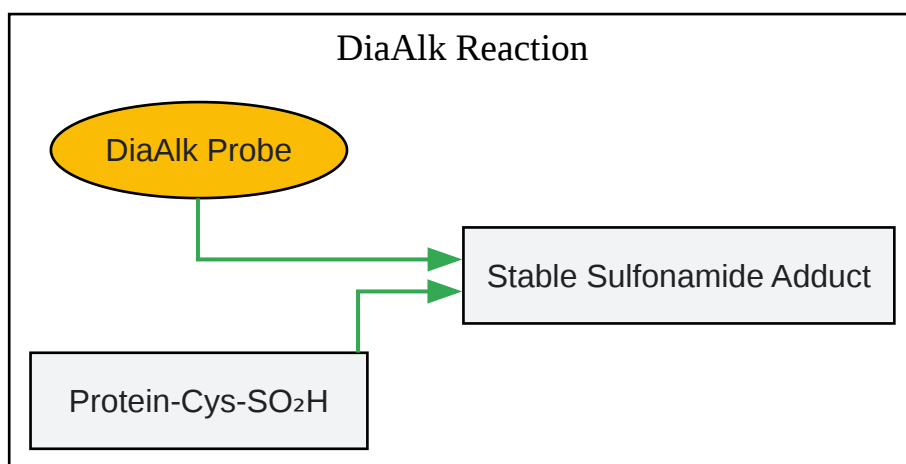 DiaAlk Reaction
DiaAlk Probe
Stable Sulfonamide Adduct
Protein-Cys-SO₂H